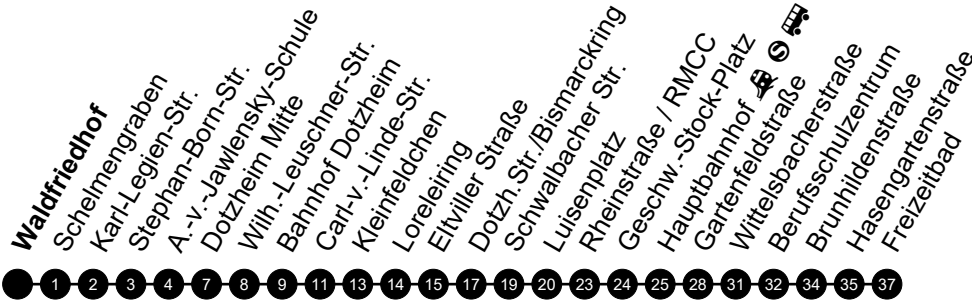 Waldfriedhof
Schelmengraben
Karl-Legien-Str.
Stephan-Born-Str.
A.-v.-Jawlensky-Schule
Dotzheim Mitte
Wilh.-Leuschner-Str.
Bahnhof Dotzheim
Carl-v.-Linde-Str.
Kleinfeldchen
Loreleiring
Eltviller Straße
Dotzh.Str./Bismarckring
Schwalbacher Str.
Luisenplatz
Rheinstraße / RMCC
Geschw.-Stock-Platz
Hauptbahnhof S
Gartenfeldstraße
Wittelsbacherstraße
Berufsschulzentrum
Brunhildenstraße
Hasengartenstraße
Freizeitbad
1 2 3 4 7 8 9 11 13 14 15 17 19 20 23 24 25 28 31 32 34 35 37